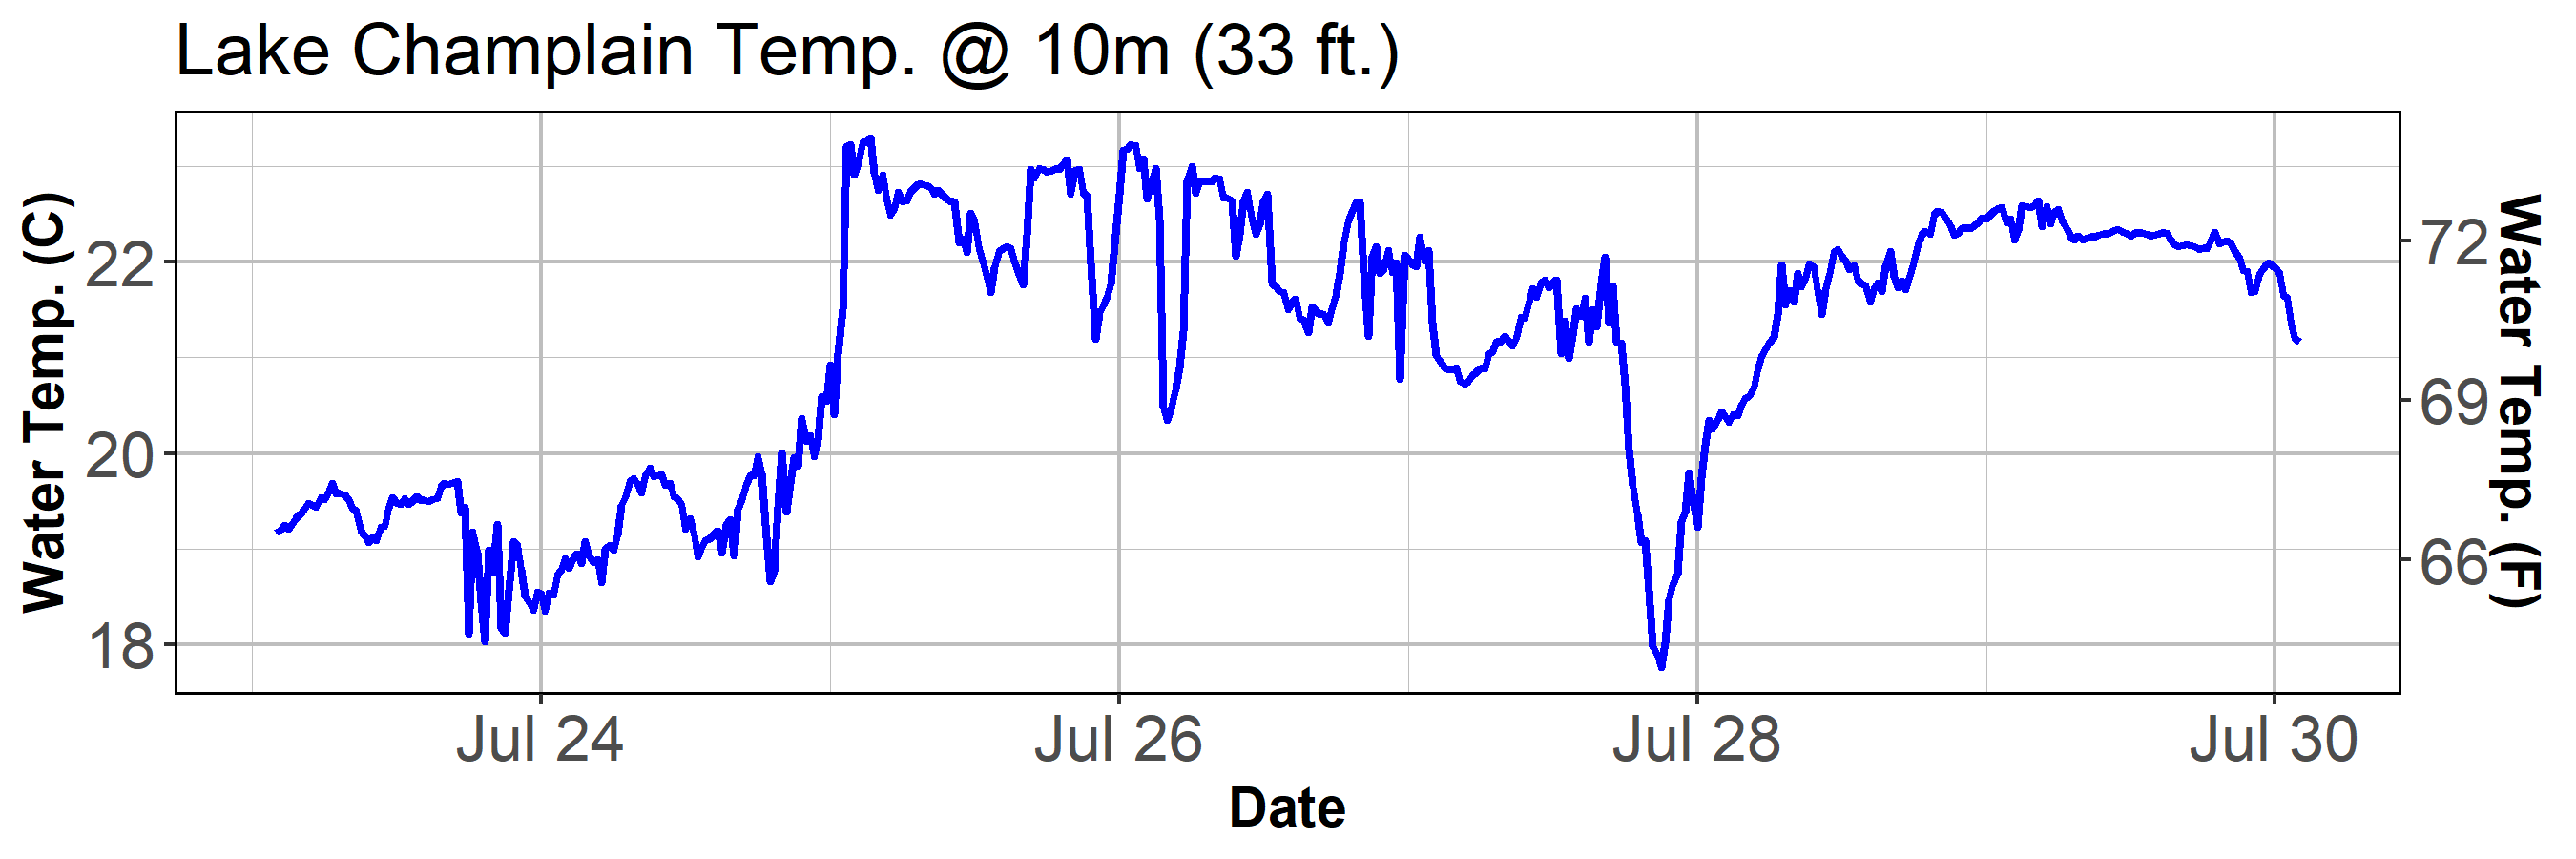 Lake Champlain Temp. @ 10m (33 ft.)
Water Temp. (C)
22
20
18
72
69
66
Water Temp. (F)
Jul 24 Jul 26 Jul 28 Jul 30
Date